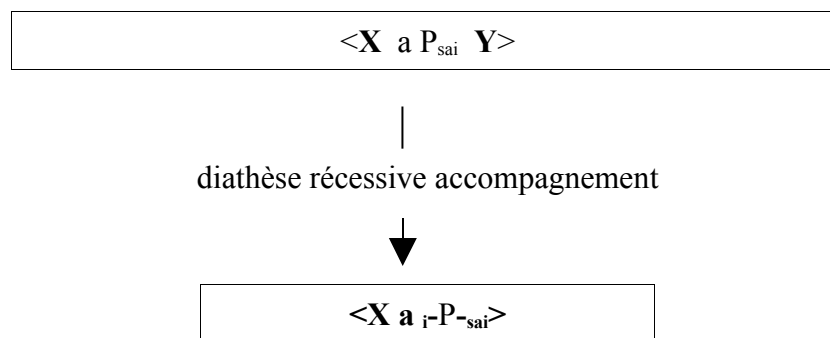 <X a Psai Y>
diathèse récessive accompagnement
<X a i-P-sai>